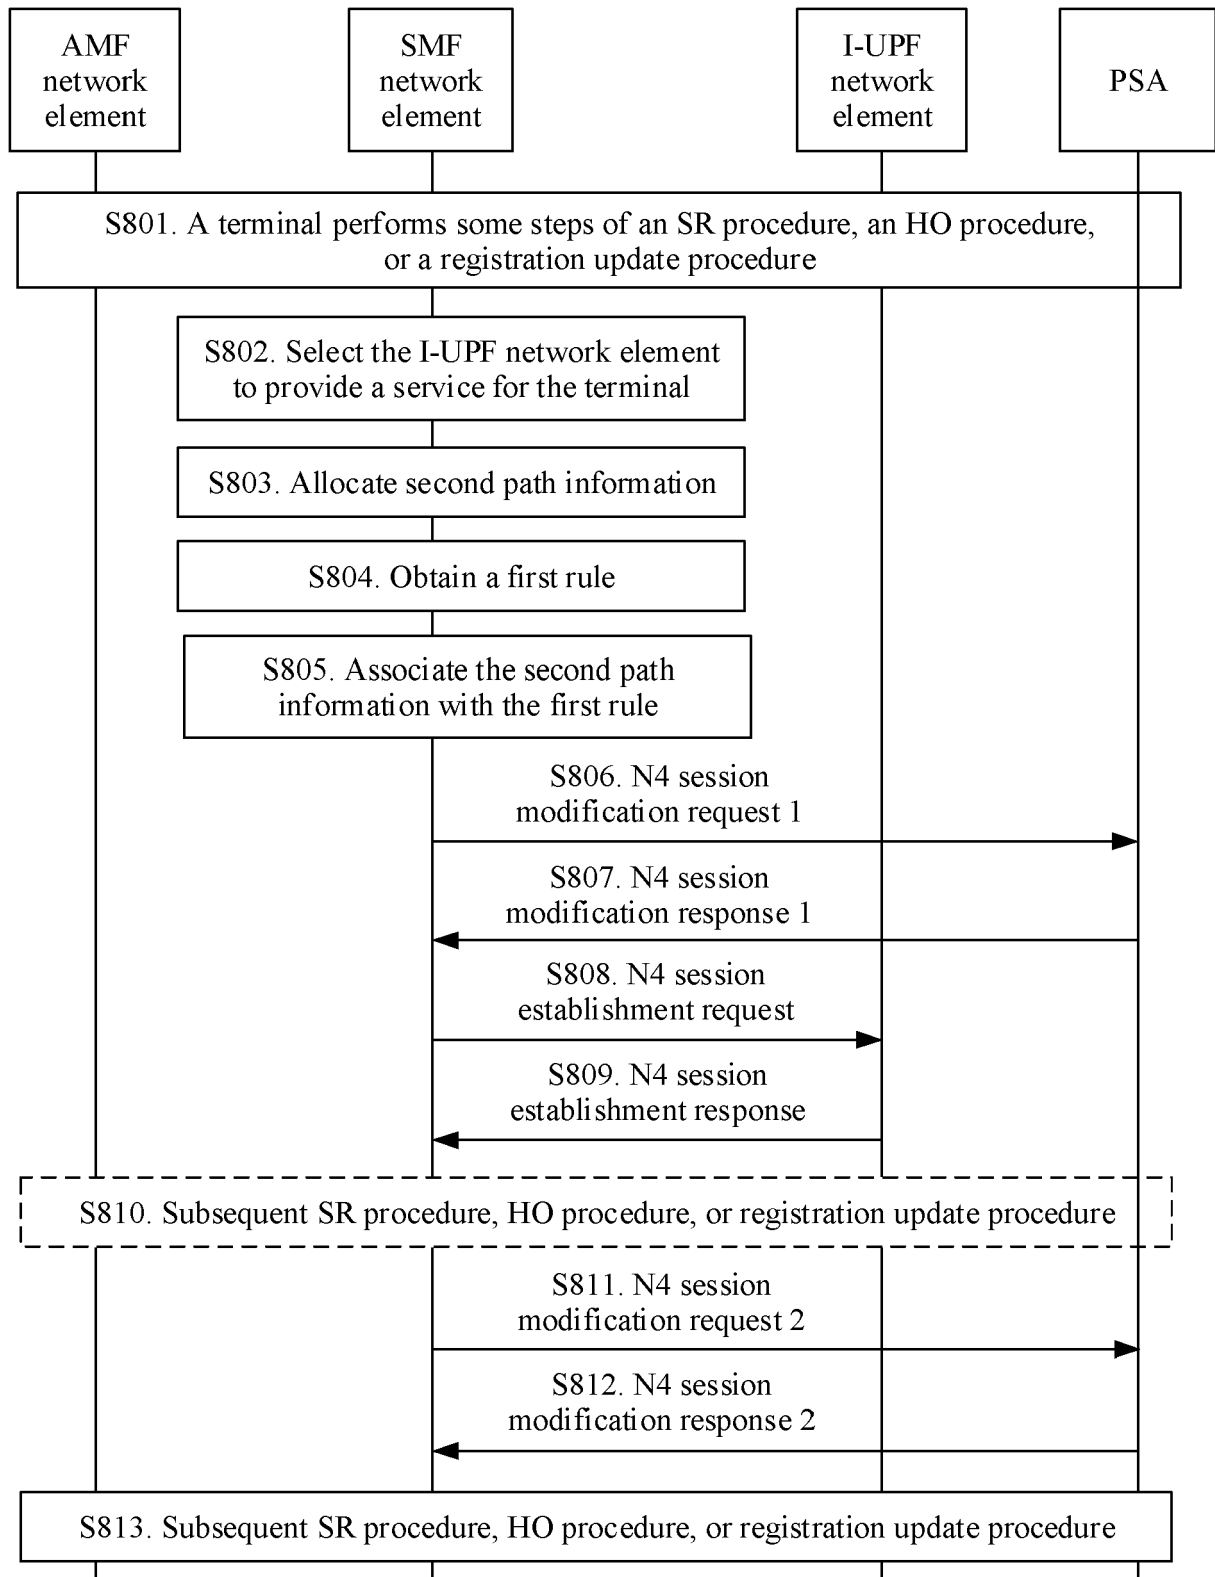 AMF
network
element
SMF
network
element
I-UPF
network
element
PSA
S801. A terminal performs some steps of an SR procedure, an HO procedure,
or a registration update procedure
S802. Select the I-UPF network element
to provide a service for the terminal
S803. Allocate second path information
S804. Obtain a first rule
S805. Associate the second path
information with the first rule
S806. N4 session
modification request 1
S807. N4 session
modification response 1
S808. N4 session
establishment request
S809. N4 session
establishment response
S810. Subsequent SR procedure, HO procedure, or registration update procedure
S811. N4 session
modification request 2
S812. N4 session
modification response 2
S813. Subsequent SR procedure, HO procedure, or registration update procedure